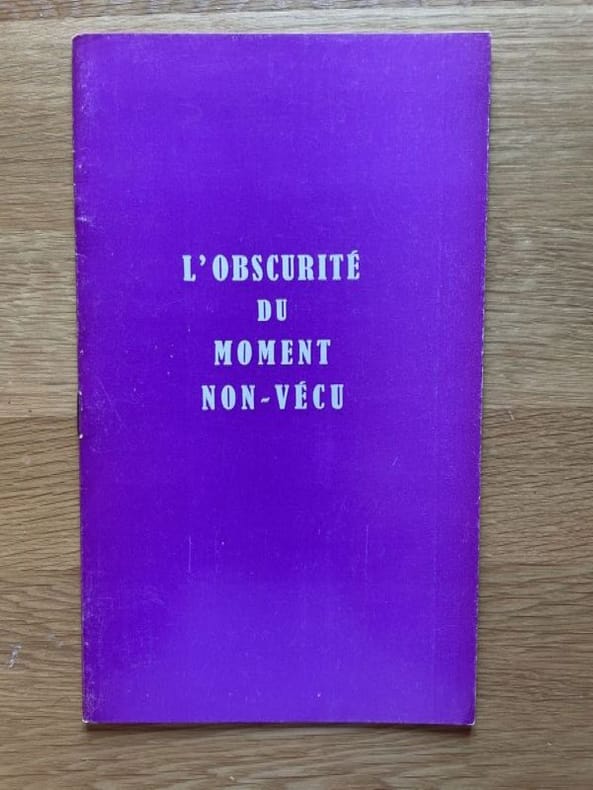 L'OBSCURITÉ
DU
MOMENT
NON-VÉCU